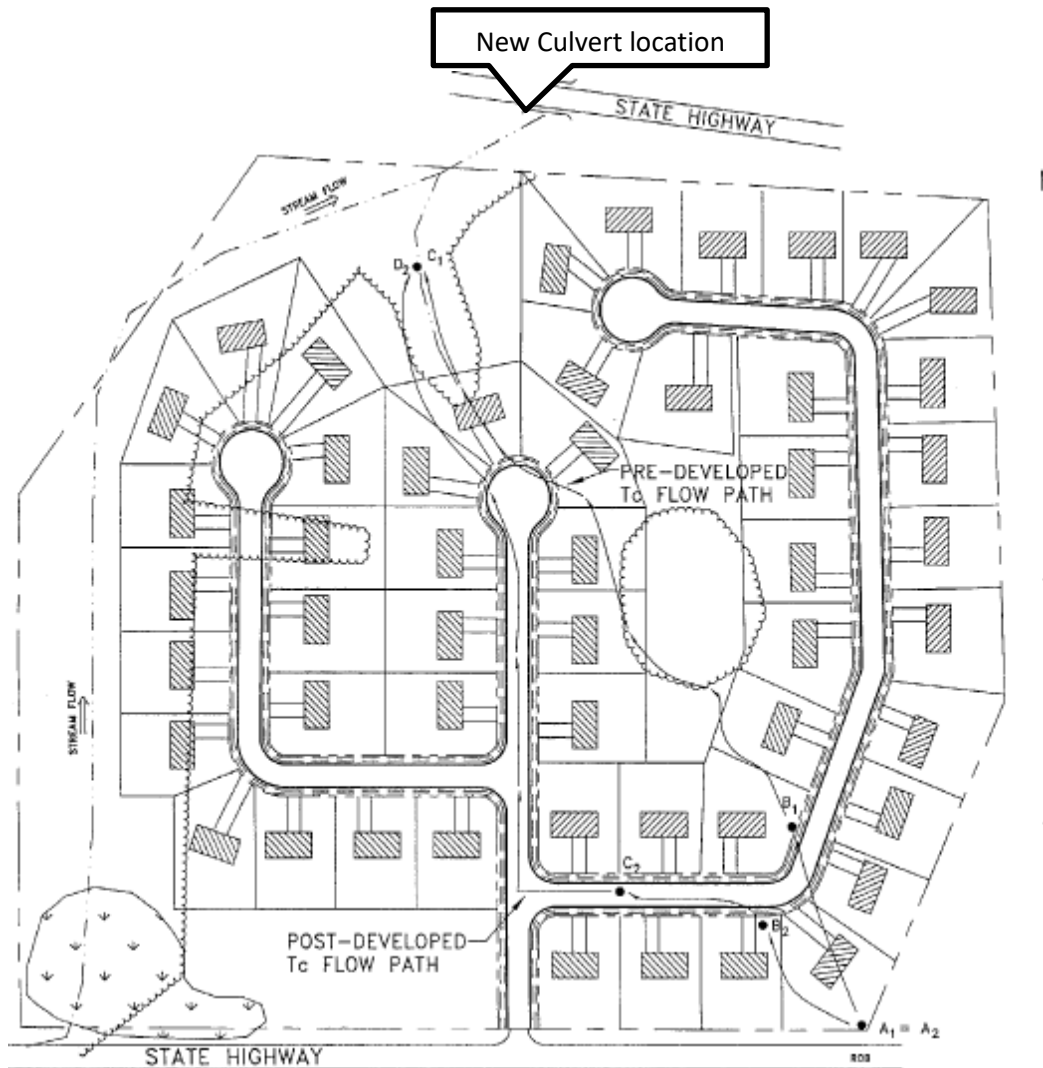 New Culvert location
STATE HIGHWAY
STREAM FLOW
D2 C1
PRE-DEVELOPED
Tc FLOW PATH
STREAM FLOW
B1
C2
B2
POST-DEVELOPED
Tc FLOW PATH
A1 = A2
STATE HIGHWAY